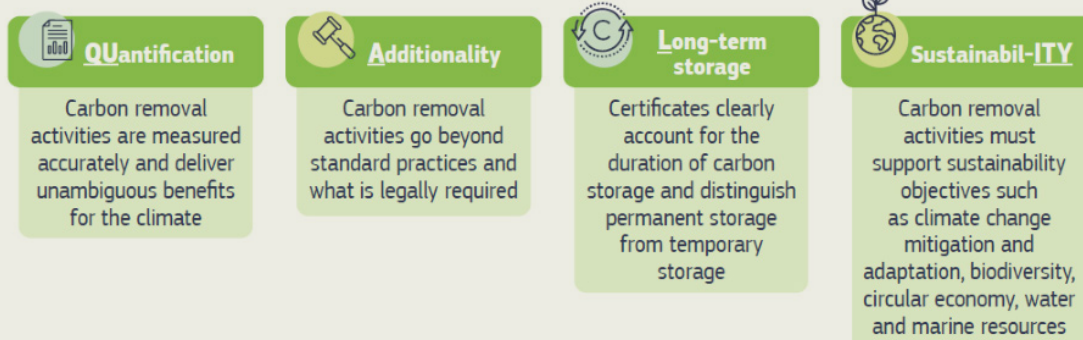 QUantification
Carbon removal
activities are measured
accurately and deliver
unambiguous benefits
for the climate
Additionality
Carbon removal
activities go beyond
standard practices and
what is legally required
C
Long-term
storage
Certificates clearly
account for the
duration of carbon
storage and distinguish
permanent storage
from temporary
storage
Sustainabil-ITY
Carbon removal
activities must
support sustainability
objectives such
as climate change
mitigation and
adaptation, biodiversity,
circular economy, water
and marine resources